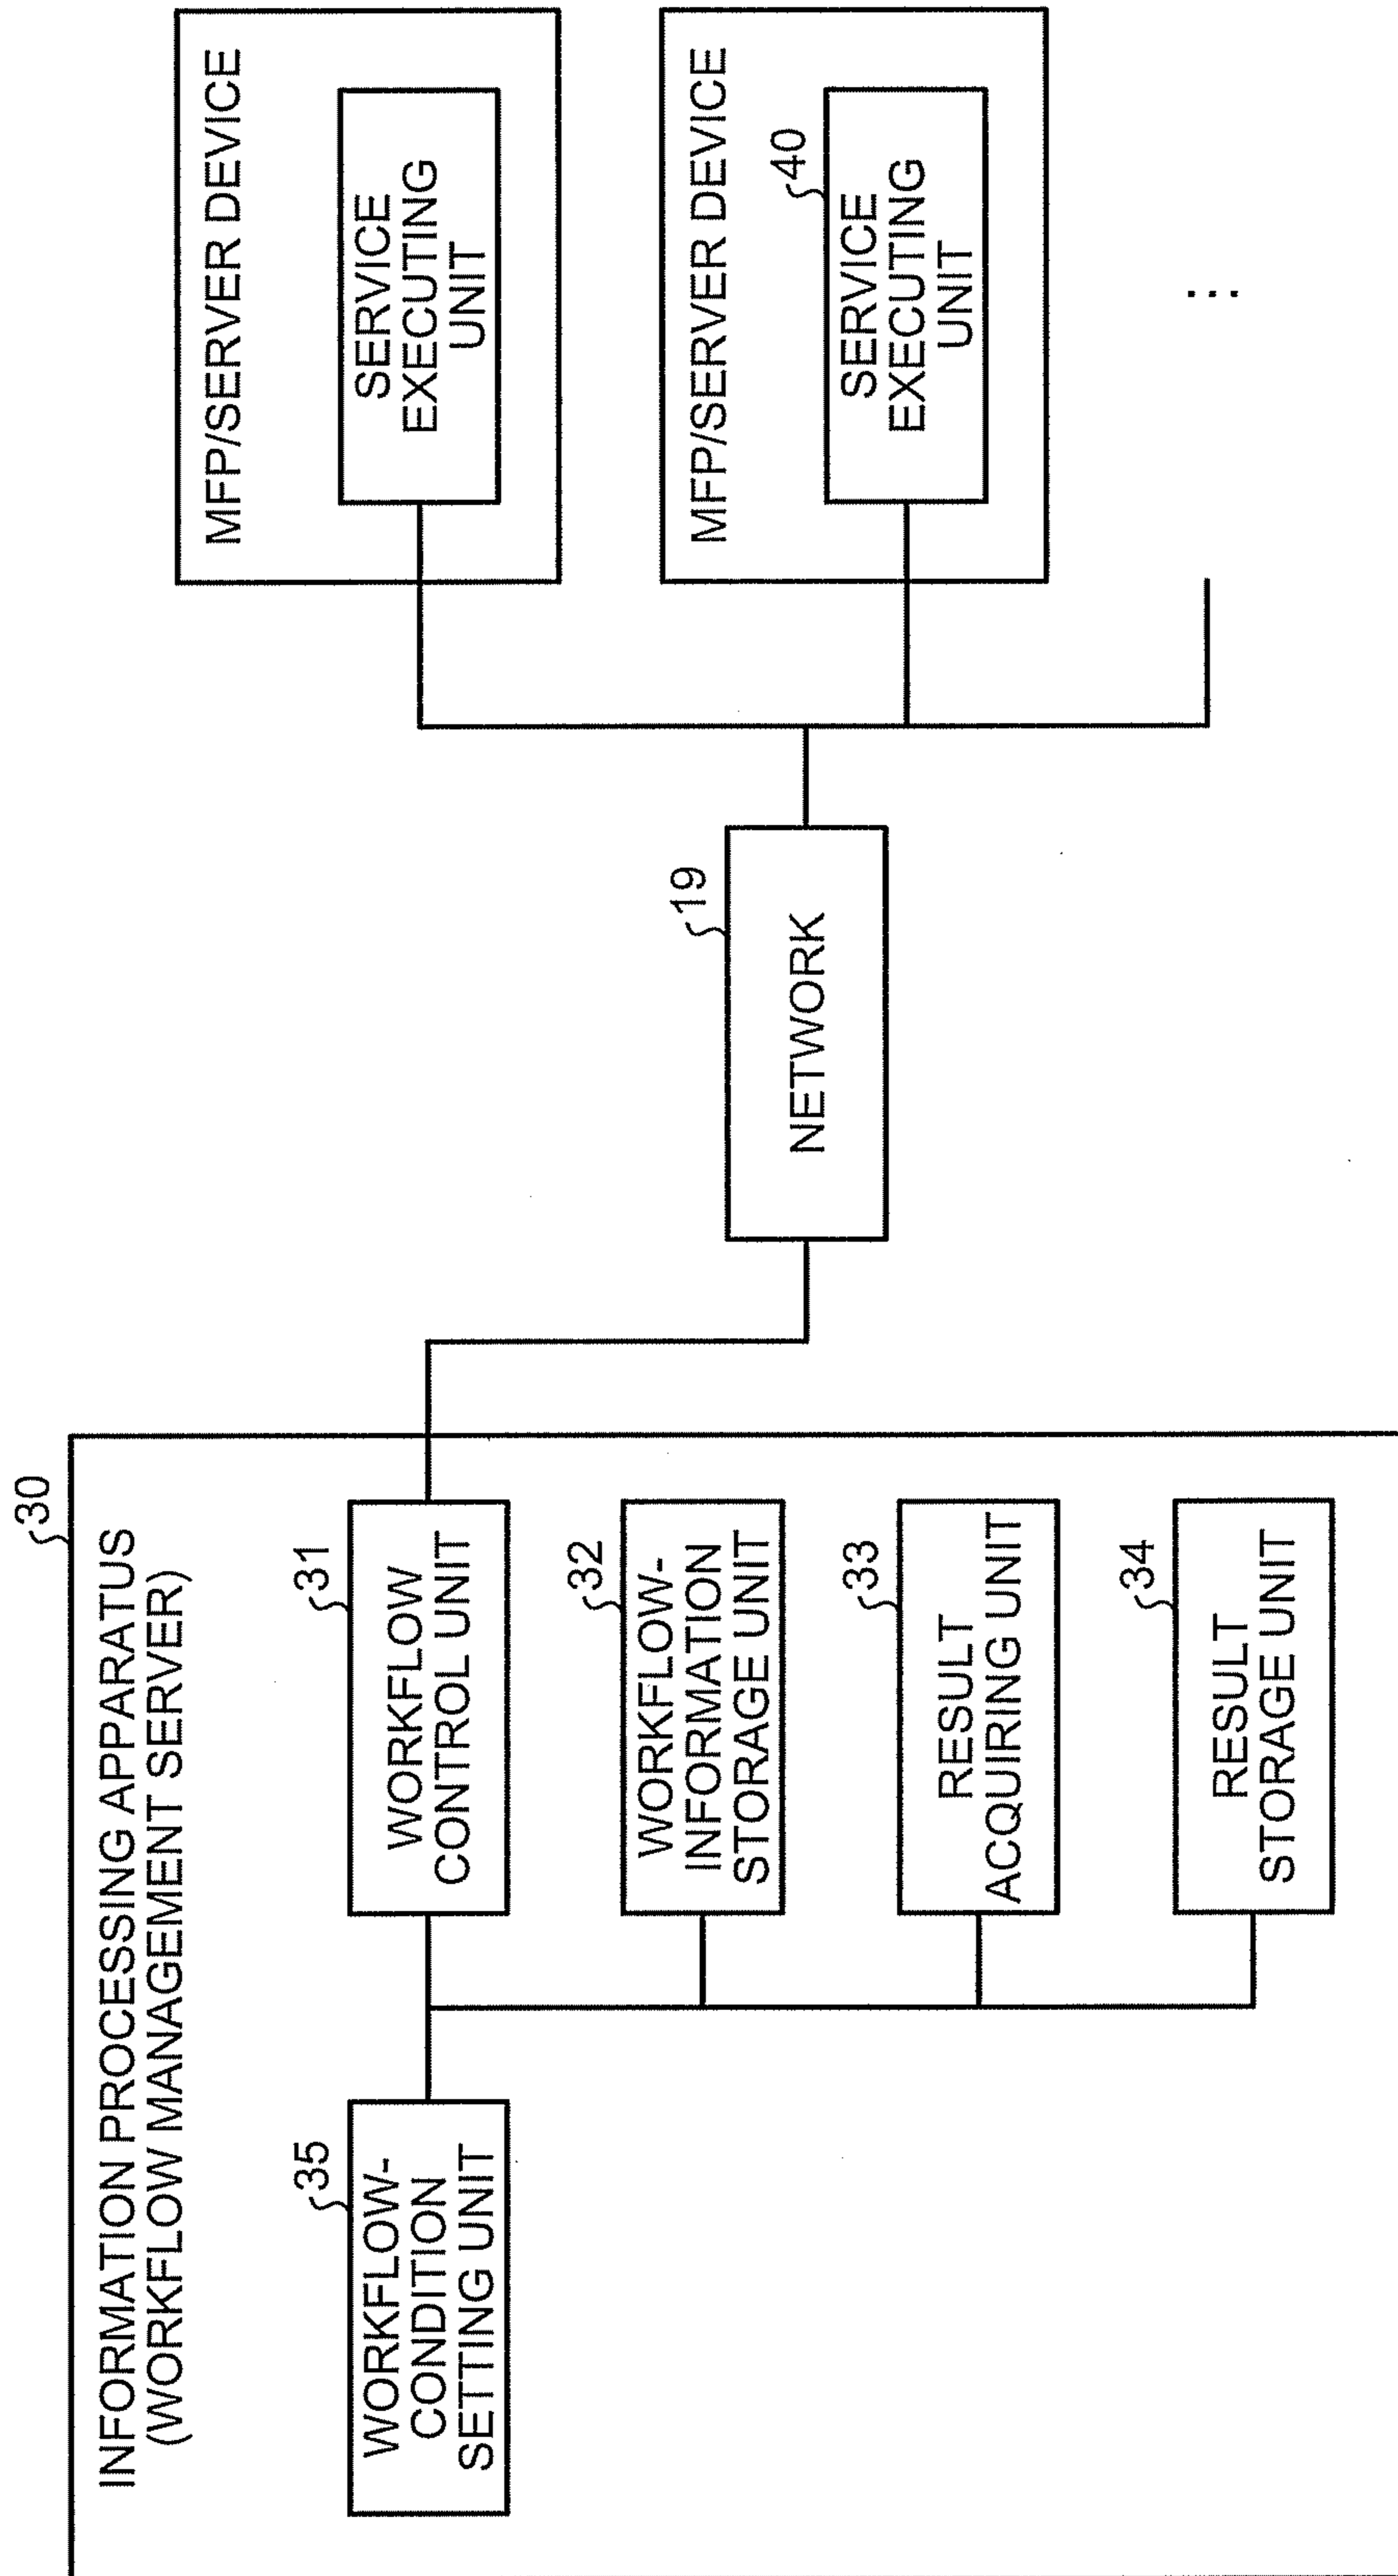 30
INFORMATION PROCESSING APPARATUS
(WORKFLOW MANAGEMENT SERVER)
35
WORKFLOW-
CONDITION
SETTING UNIT
31
WORKFLOW
CONTROL UNIT
32
WORKFLOW-
INFORMATION
STORAGE UNIT
33
RESULT
ACQUIRING UNIT
34
RESULT
STORAGE UNIT
19
NETWORK
MFP/SERVER DEVICE
SERVICE
EXECUTING
UNIT
MFP/SERVER DEVICE
40
SERVICE
EXECUTING
UNIT
...